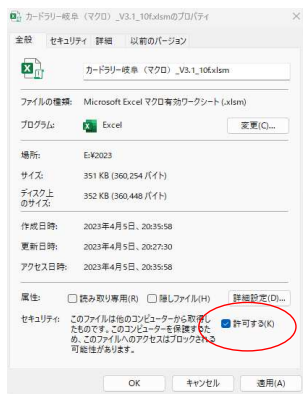 カードラリー岐阜（マクロ）_V3.1_10f.xlsmのプロパティ
全般 セキュリティ 詳細 以前のバージョン
カードラリー岐阜（マクロ）_V3.1_10f.xlsm
ファイルの種類: Microsoft Excel マクロ有効ワークシート (.xlsm)
プログラム: Excel 変更(C)...
場所: E:¥2023
サイズ: 351 KB (360,254 バイト)
ディスク上
のサイズ: 352 KB (360,448 バイト)
作成日時: 2023年4月5日、20:35:58
更新日時: 2023年4月5日、20:27:30
アクセス日時: 2023年4月5日、20:35:58
属性: 読み取り専用(R) 隠しファイル(H) 詳細設定(D)...
セキュリティ: このファイルは他のコンピューターから取得し
たものです。このコンピューターを保護するた
め、このファイルへのアクセスはブロックされる
可能性があります。
許可する(K)
OK キャンセル 適用(A)